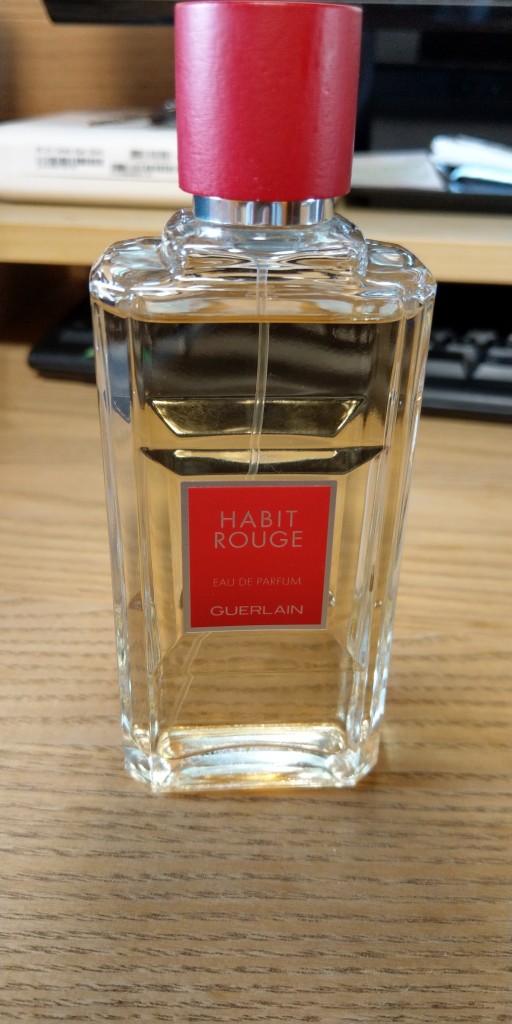 HABIT
ROUGE
EAU DE PARFUM
GUERLAIN